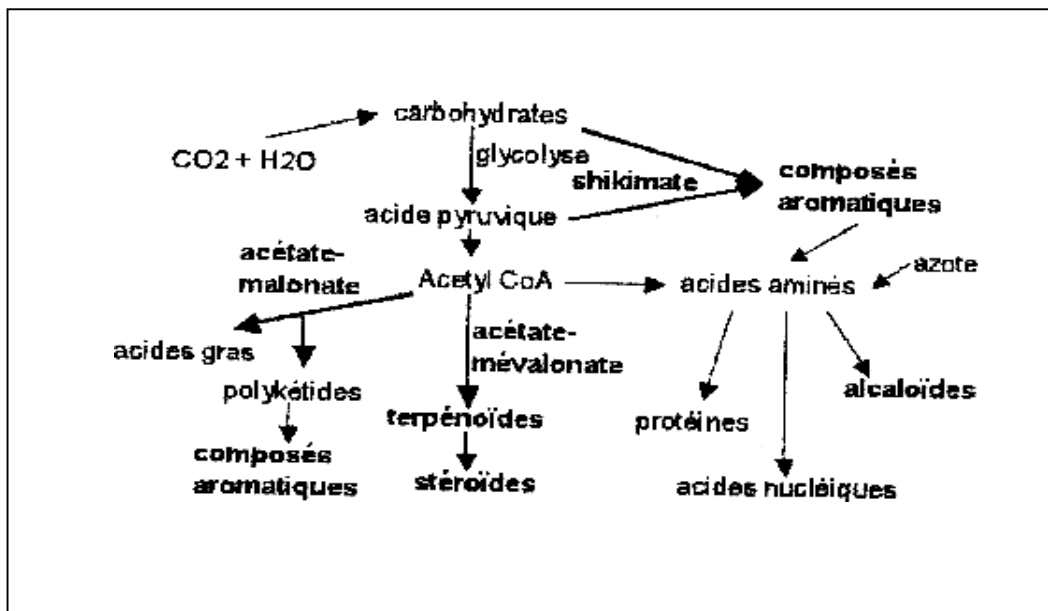 carbohydrates
CO2 + H2O
glycolyse
shikimate
composés
aromatiques
acide pyruvique
acétate-
malonate
Acetyl CoA
acides aminés
azote
acides gras
acétate-
mévalonate
polykétides
alcaloïdes
terpénoïdes
protéines
composés
aromatiques
stéroïdes
acides nucléiques